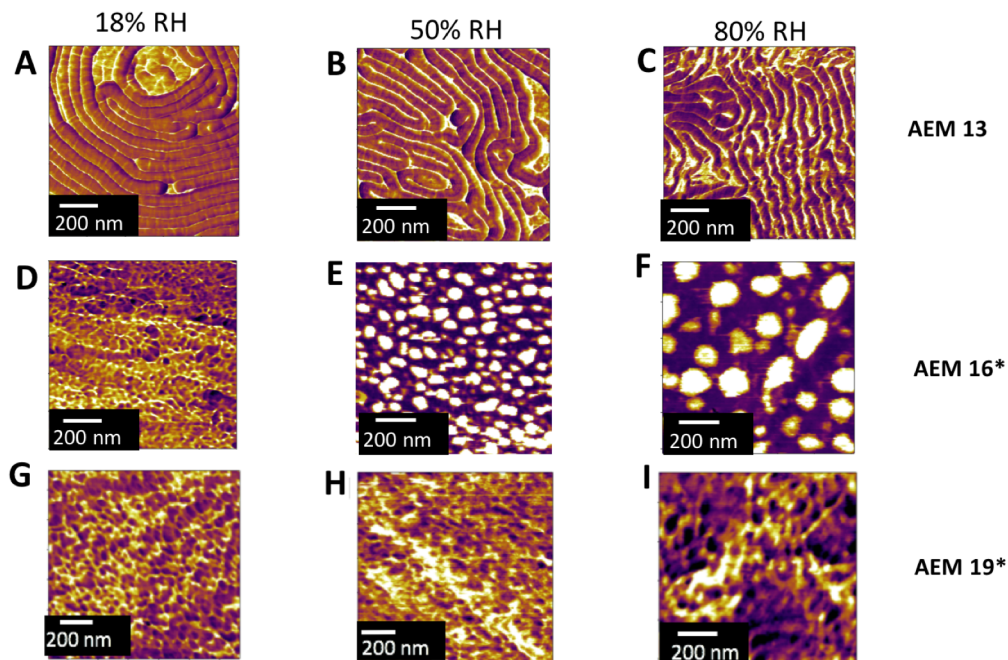 18% RH
50% RH
80% RH
A
B
C
AEM 13
200 nm
200 nm
200 nm
D
E
F
AEM 16*
200 nm
200 nm
200 nm
G
H
I
AEM 19*
200 nm
200 nm
200 nm